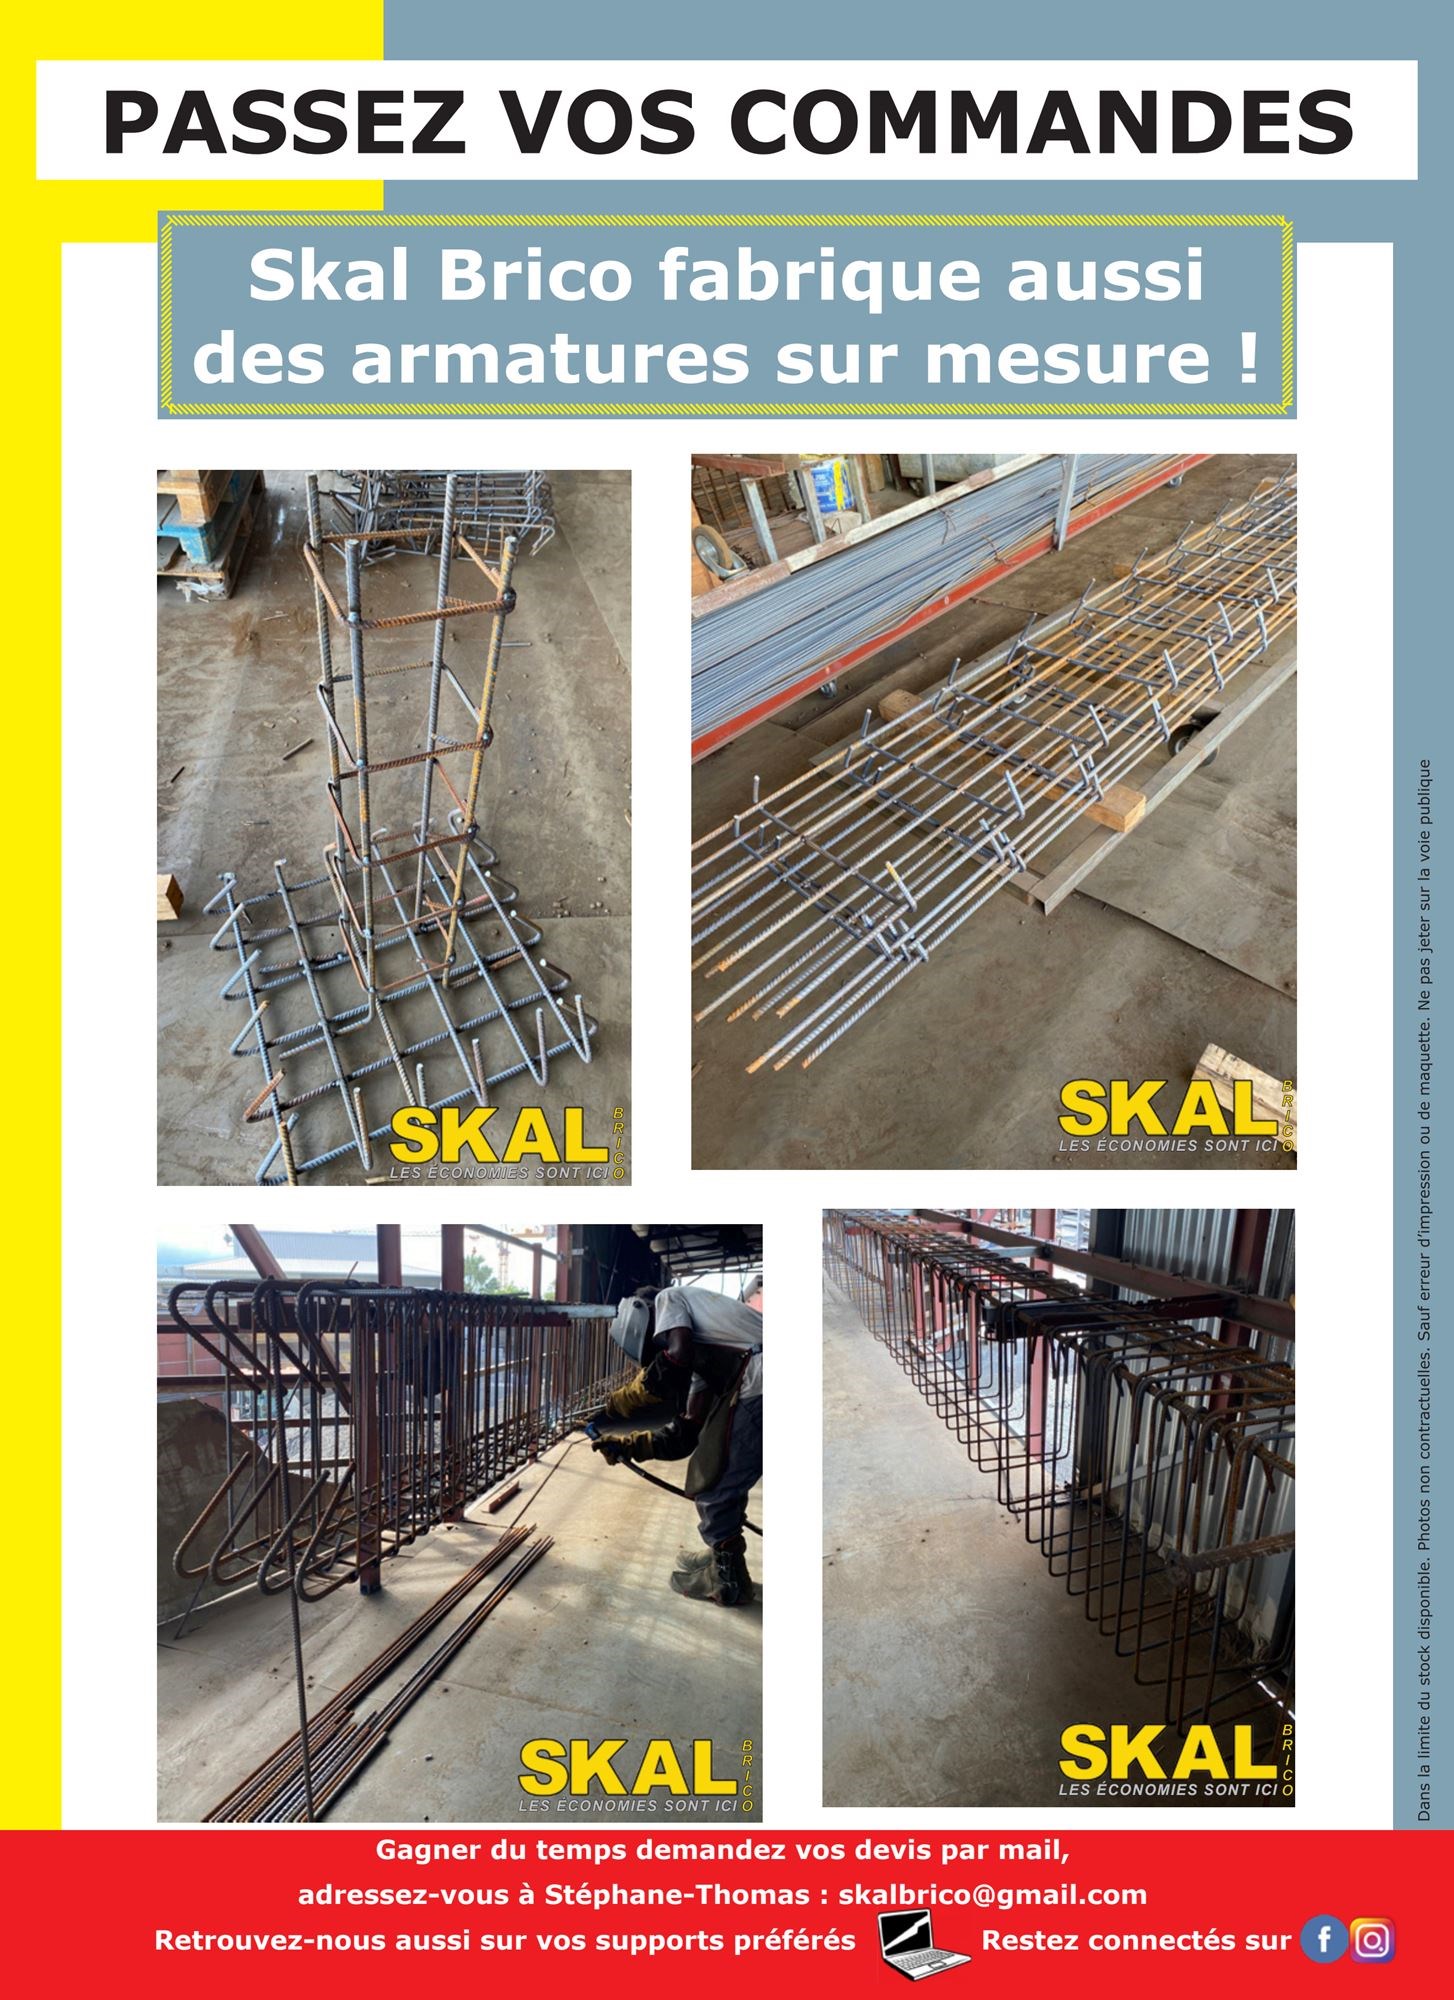 PASSEZ VOS COMMANDES
Skal Brico fabrique aussi
des armatures sur mesure !
SKAL BRICO
LES ÉCONOMIES SONT ICI
SKAL BRICO
LES ÉCONOMIES SONT ICI
SKAL BRICO
LES ÉCONOMIES SONT ICI
SKAL BRICO
LES ÉCONOMIES SONT ICI
Dans la limite du stock disponible. Photos non contractuelles. Sauf erreur d'impression ou de maquette. Ne pas jeter sur la voie publique
Gagner du temps demandez vos devis par mail,
adressez-vous à Stéphane-Thomas : skalbrico@gmail.com
Retrouvez-nous aussi sur vos supports préférés Restez connectés sur